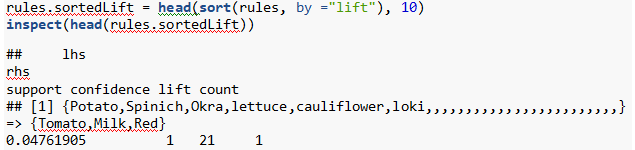 rules.sortedLift = head(sort(rules, by ="lift"), 10)
inspect(head(rules.sortedLift))
##     lhs
rhs
support confidence lift count
## [1] {Potato,Spinich,Okra,lettuce,cauliflower,loki,,,,,,,,,,,,,,,,,,,,,,,,}
=> {Tomato,Milk,Red}
0.04761905          1   21     1